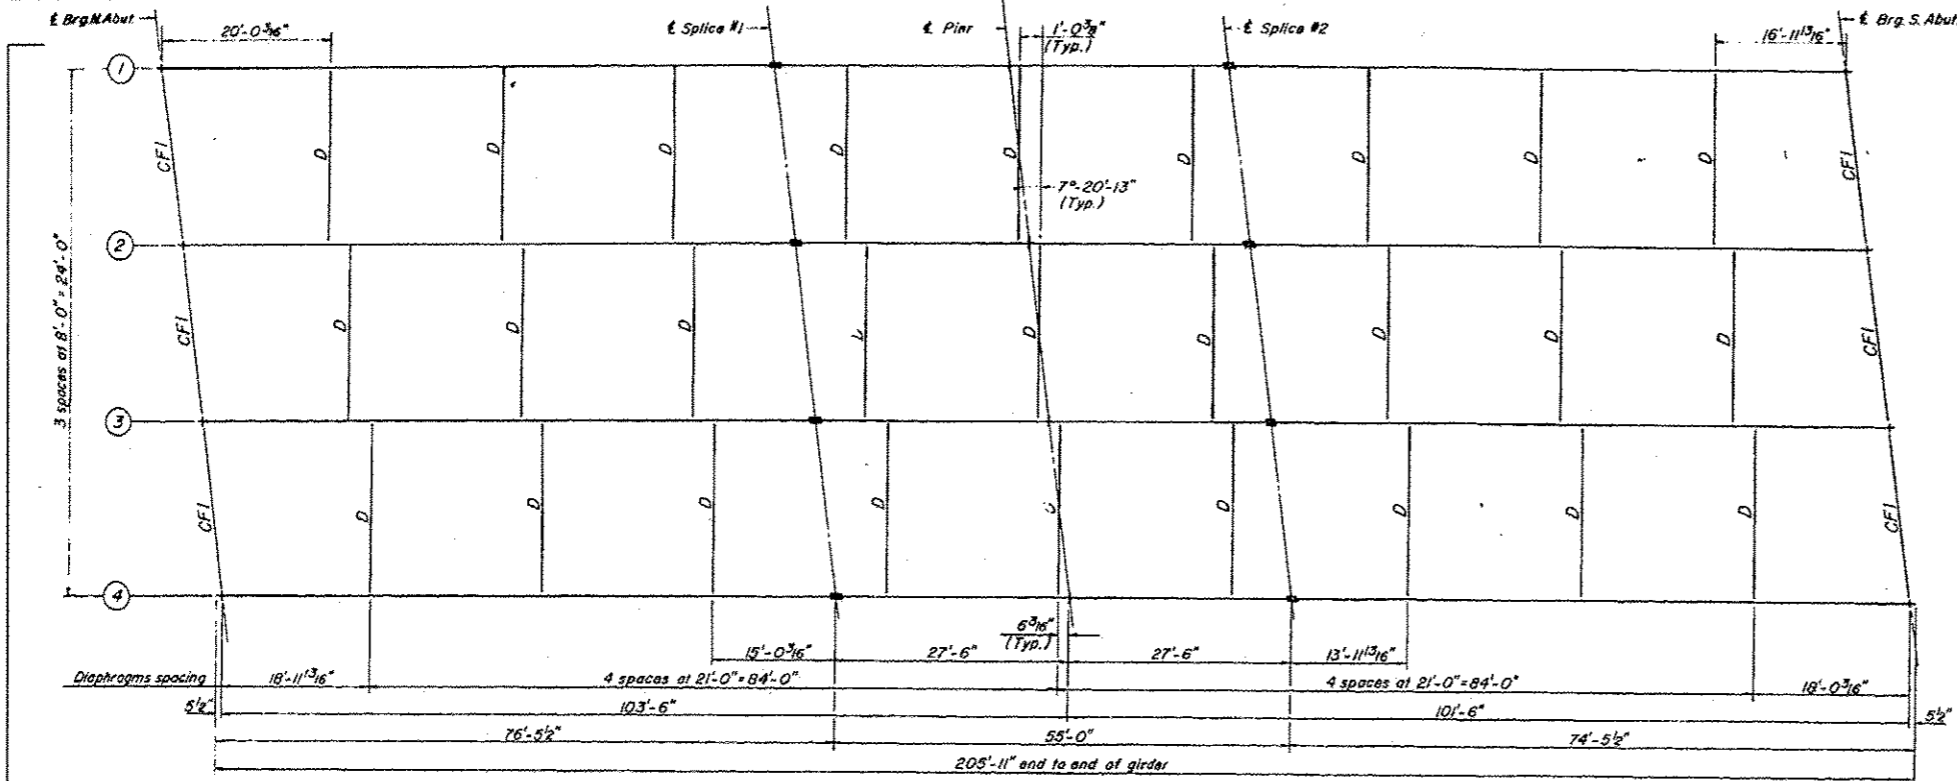 ℄ Brg. N. Abut.
℄ Splice #1
℄ Pier
℄ Splice #2
℄ Brg. S. Abut.
20'-0 3/16"
1'-0 3/8"
(Typ.)
16'-11 13/16"
1
CF1
D
D
D
D
D
D
D
D
D
CF1
7°-20'-13"
(Typ.)
2
3 spaces at 8'-0" = 24'-0"
CF1
D
D
D
D
D
D
D
D
CF1
3
CF1
D
D
D
D
D
D
D
D
CF1
4
6 3/16"
(Typ.)
15'-0 3/16"
27'-6"
27'-6"
13'-11 13/16"
Diaphragms spacing
18'-11 13/16"
4 spaces at 21'-0" = 84'-0"
4 spaces at 21'-0" = 84'-0"
18'-0 3/16"
5 1/2"
103'-6"
101'-6"
5 1/2"
76'-5 1/2"
55'-0"
74'-5 1/2"
205'-11" end to end of girder